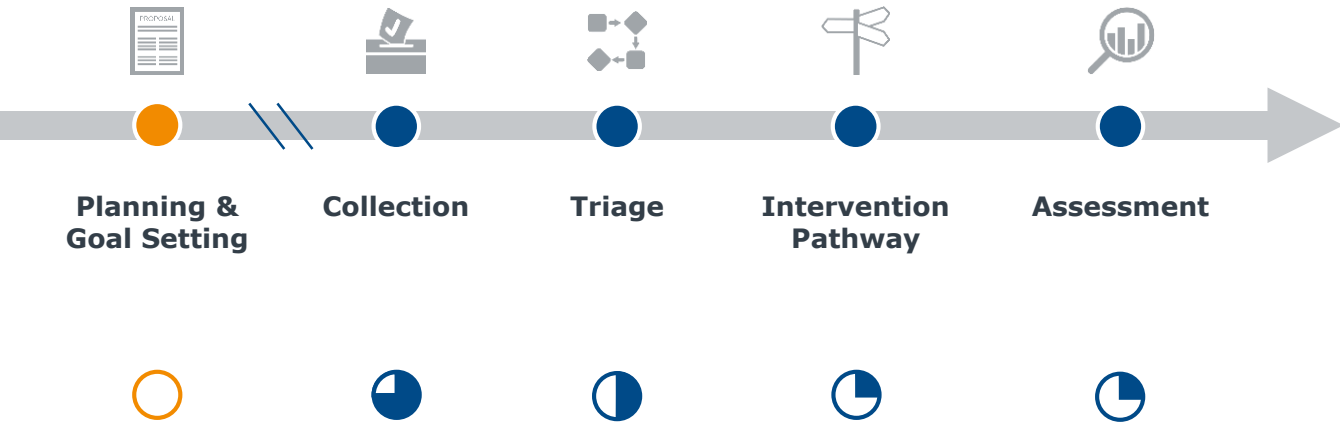 PROPOSAL
Planning &
Goal Setting
Collection
Triage
Intervention
Pathway
Assessment